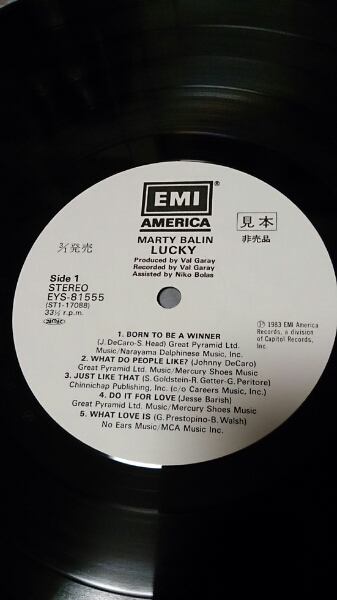 EMI
AMERICA
MARTY BALIN
LUCKY
Produced by Val Garay
Recorded by Val Garay
Assisted by Niko Bolas
見本
非売品
3/1発売
Side 1
STEREO
EYS-81555
(ST1-17088)
33⅓ r.p.m.
Ⓟ 1983 EMI America
Records, a division
of Capitol Records,
Inc.
1. BORN TO BE A WINNER
(J. DeCaro-S. Head) Great Pyramid Ltd.
Music/Narayama Delphinese Music, Inc.
2. WHAT DO PEOPLE LIKE? (Johnny DeCaro)
Great Pyramid Ltd. Music/Mercury Shoes Music
3. JUST LIKE THAT (S. Goldstein-R. Getter-G. Peritore)
Chinnichap Publishing, Inc. (c/o Careers Music, Inc.)
4. DO IT FOR LOVE (Jesse Barish)
Great Pyramid Ltd. Music/Mercury Shoes Music
5. WHAT LOVE IS (G. Prestopino-B. Walsh)
No Ears Music/MCA Music Inc.